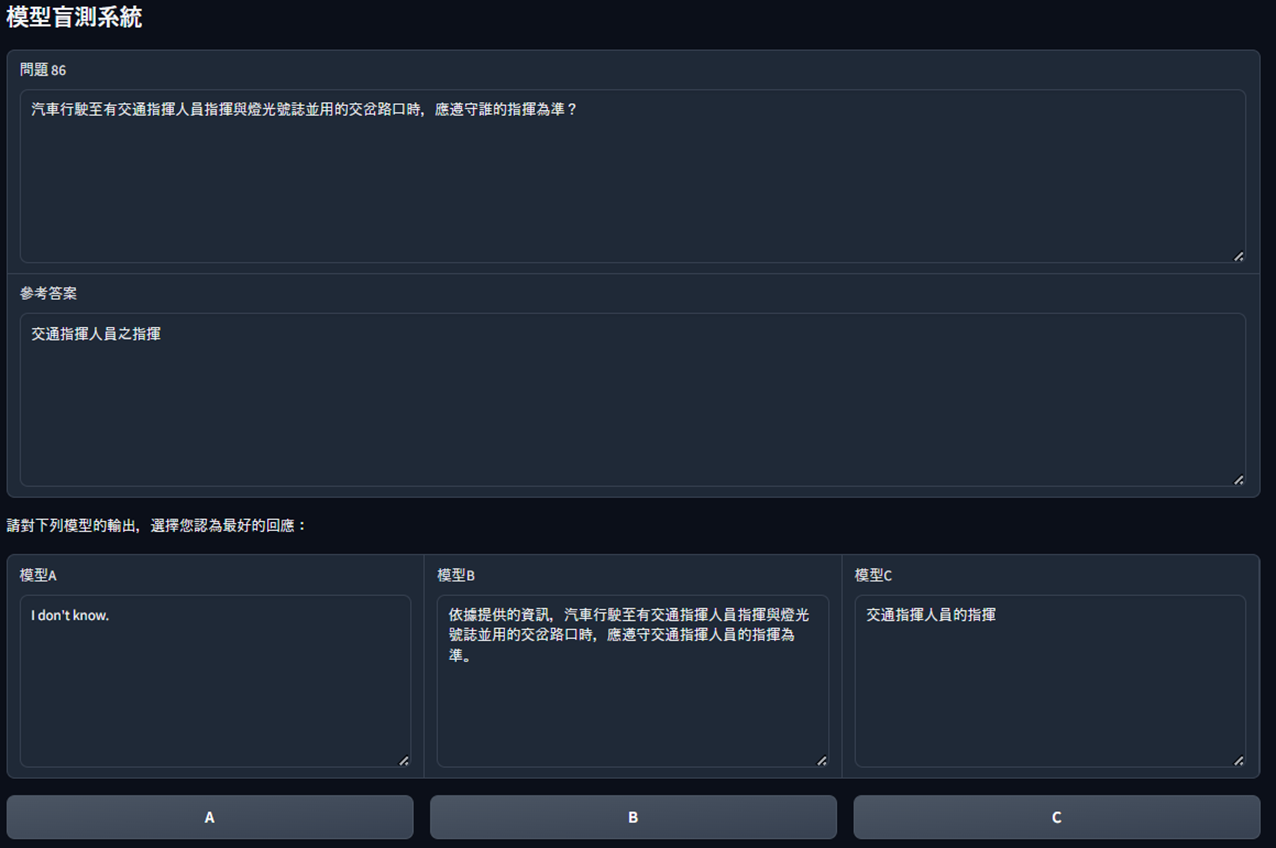 模型盲測系統
問題 86
汽車行駛至有交通指揮人員指揮與燈光號誌並用的交岔路口時，應遵守誰的指揮為準？
參考答案
交通指揮人員之指揮
請對下列模型的輸出，選擇您認為最好的回應：
模型A
I don't know.
模型B
依據提供的資訊，汽車行駛至有交通指揮人員指揮與燈光
號誌並用的交岔路口時，應遵守交通指揮人員的指揮為
準。
模型C
交通指揮人員的指揮
A
B
C